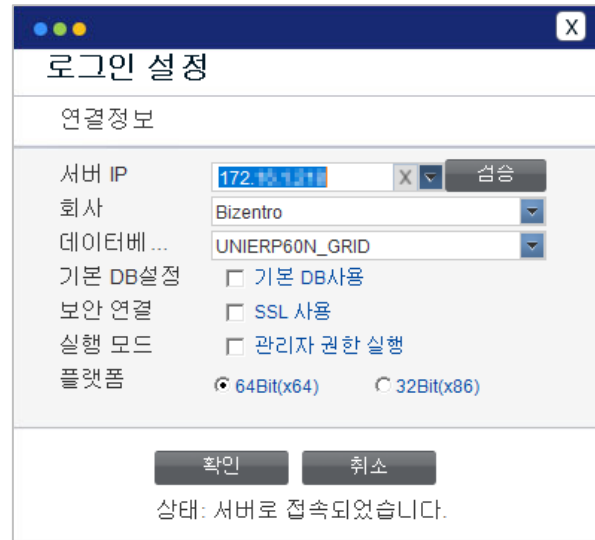 X
로그인 설정
연결정보
서버 IP 172. X 검증
회사 Bizentro
데이터베 ... UNIERP60N_GRID
기본 DB설정 기본 DB사용
보안 연결 SSL 사용
실행 모드 관리자 권한 실행
플랫폼 64Bit(x64) 32Bit(x86)
확인 취소
상태: 서버로 접속되었습니다.